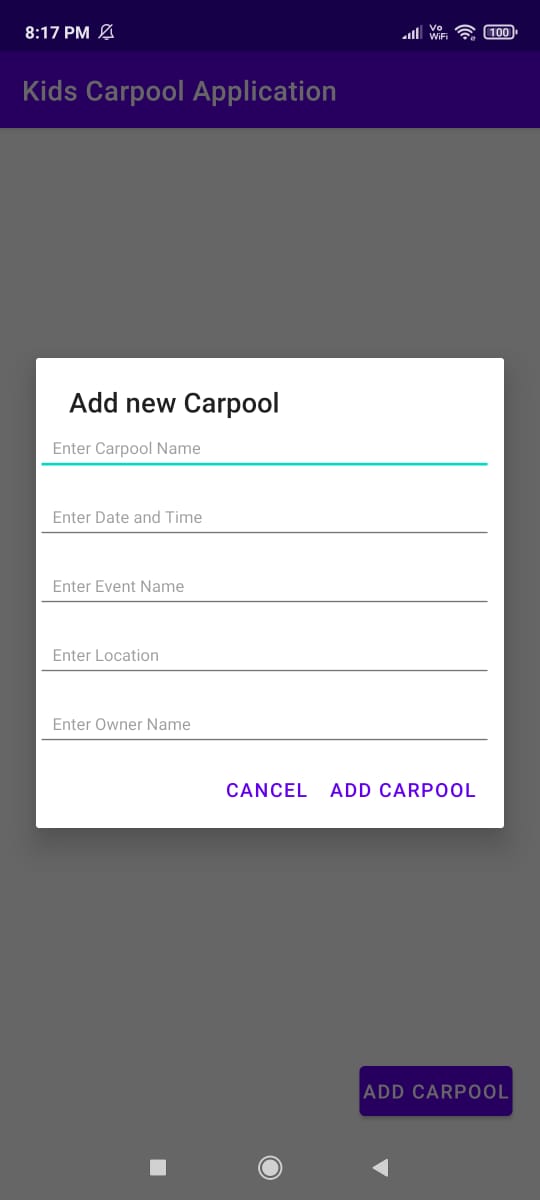 8:17 PM Vo WiFi 100
Kids Carpool Application
Add new Carpool
Enter Carpool Name
Enter Date and Time
Enter Event Name
Enter Location
Enter Owner Name
CANCEL ADD CARPOOL
ADD CARPOOL